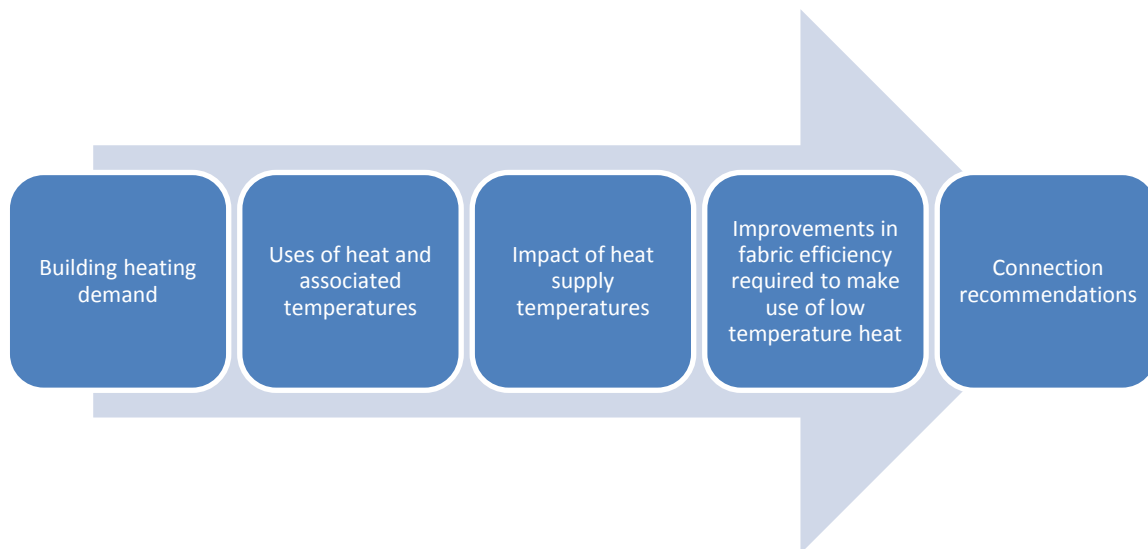 Building heating
demand
Uses of heat and
associated
temperatures
Impact of heat
supply
temperatures
Improvements in
fabric efficiency
required to make
use of low
temperature heat
Connection
recommendations